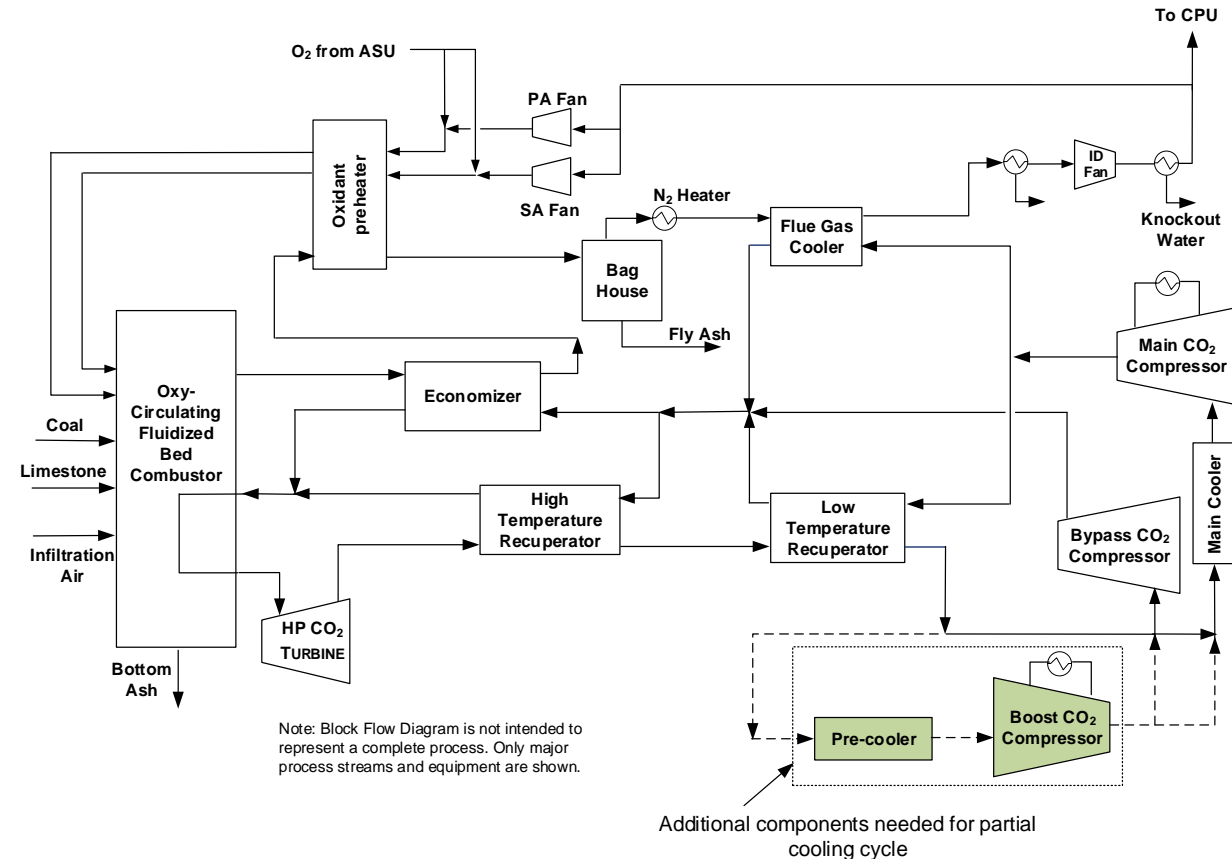 To CPU
O₂ from ASU
PA Fan
SA Fan
Oxidant
preheater
N₂ Heater
ID
Fan
Knockout
Water
Flue Gas
Cooler
Bag
House
Fly Ash
Main CO₂
Compressor
Economizer
Oxy-
Circulating
Fluidized
Bed
Combustor
Coal
Limestone
Infiltration
Air
High
Temperature
Recuperator
Low
Temperature
Recuperator
Bypass CO₂
Compressor
Main Cooler
HP CO₂
TURBINE
Bottom
Ash
Pre-cooler
Boost CO₂
Compressor
Note: Block Flow Diagram is not intended to
represent a complete process. Only major
process streams and equipment are shown.
Additional components needed for partial
cooling cycle